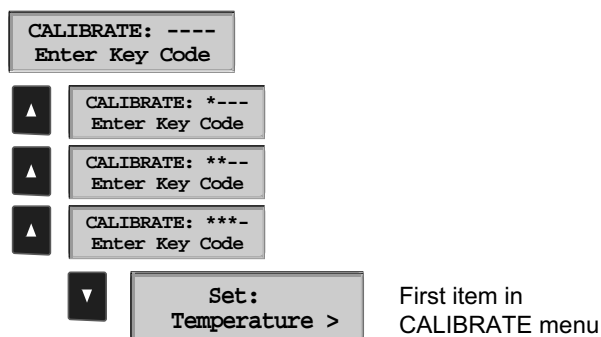 CALIBRATE: ----
Enter Key Code
CALIBRATE: *---
Enter Key Code
CALIBRATE: **--
Enter Key Code
CALIBRATE: ***-
Enter Key Code
Set:
Temperature >
First item in
CALIBRATE menu